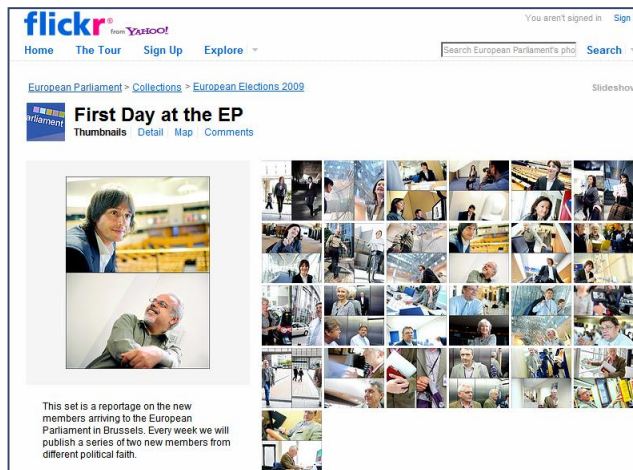 flickr® from YAHOO!
You aren't signed in Sign
Home The Tour Sign Up Explore
Search European Parliament's pho Search
European Parliament > Collections > European Elections 2009
Slideshow
arliament
First Day at the EP
Thumbnails Detail Map Comments
This set is a reportage on the new
members arriving to the European
Parliament in Brussels. Every week we will
publish a series of two new members from
different political faith.